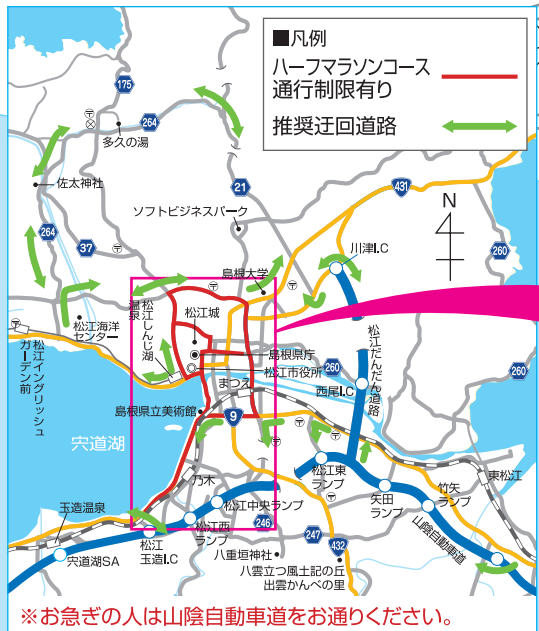 ■凡例
ハーフマラソンコース
通行制限有り
推奨迂回道路
175
264
多久の湯
佐太神社
21
431
N
ソフトビジネスパーク
264
37
川津I.C
260
島根大学
松江海洋
センター
松江しんじ湖
温泉
松江城
島根県庁
松江市役所
まつえ
松江だんだん道路
260
260
西尾I.C
松江イングリッシュ
ガーデン前
島根県立美術館
9
宍道湖
乃木
松江東
ランプ
竹矢
ランプ
東松江
矢田
ランプ
玉造温泉
松江中央ランプ
松江西
ランプ
246
247
山陰自動車道
宍道湖SA
松江
玉造I.C
八重垣神社
432
八雲立つ風土記の丘
出雲かんべの里
※お急ぎの人は山陰自動車道をお通りください。